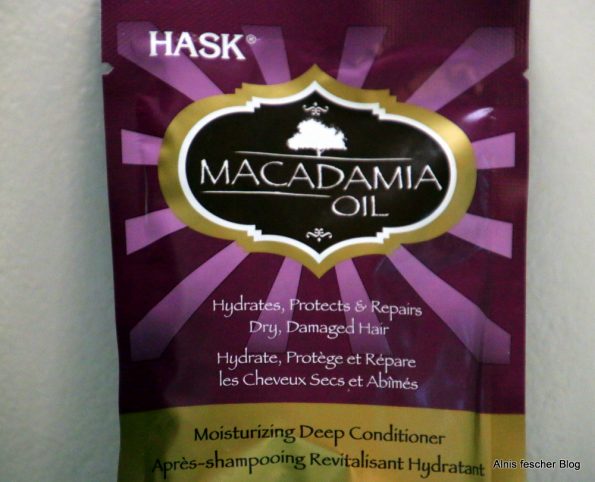 HASK®
MACADAMIA
OIL
Hydrates, Protects & Repairs
Dry, Damaged Hair
Hydrate, Protège et Répare
les Cheveux Secs et Abîmés
Moisturizing Deep Conditioner
Après-shampooing Revitalisant Hydratant
Alnis fescher Blog